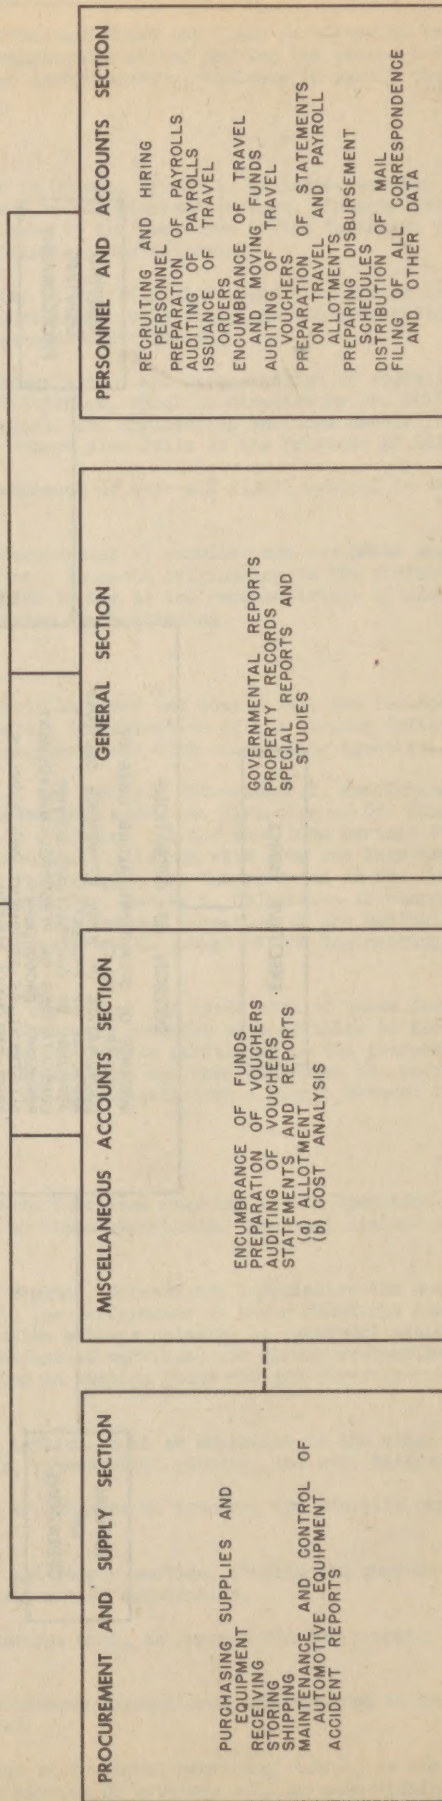 PROCUREMENT AND SUPPLY SECTION
PURCHASING SUPPLIES AND
EQUIPMENT
RECEIVING
STORING
SHIPPING
MAINTENANCE AND CONTROL OF
AUTOMOTIVE EQUIPMENT
ACCIDENT REPORTS
MISCELLANEOUS ACCOUNTS SECTION
ENCUMBRANCE OF FUNDS
PREPARATION OF VOUCHERS
AUDITING OF VOUCHERS
STATEMENTS AND REPORTS
(a) ALLOTMENT
(b) COST ANALYSIS
GENERAL SECTION
GOVERNMENTAL REPORTS
PROPERTY RECORDS
SPECIAL REPORTS AND
STUDIES
PERSONNEL AND ACCOUNTS SECTION
RECRUITING AND HIRING
PERSONNEL
PREPARATION OF PAYROLLS
AUDITING OF PAYROLLS
ISSUANCE OF TRAVEL
ORDERS
ENCUMBRANCE OF TRAVEL
AND MOVING FUNDS
AUDITING OF TRAVEL
VOUCHERS
PREPARATION OF STATEMENTS
ON TRAVEL AND PAYROLL
ALLOTMENTS
PREPARING DISBURSEMENT
SCHEDULES
DISTRIBUTION OF MAIL
FILING OF ALL CORRESPONDENCE
AND OTHER DATA